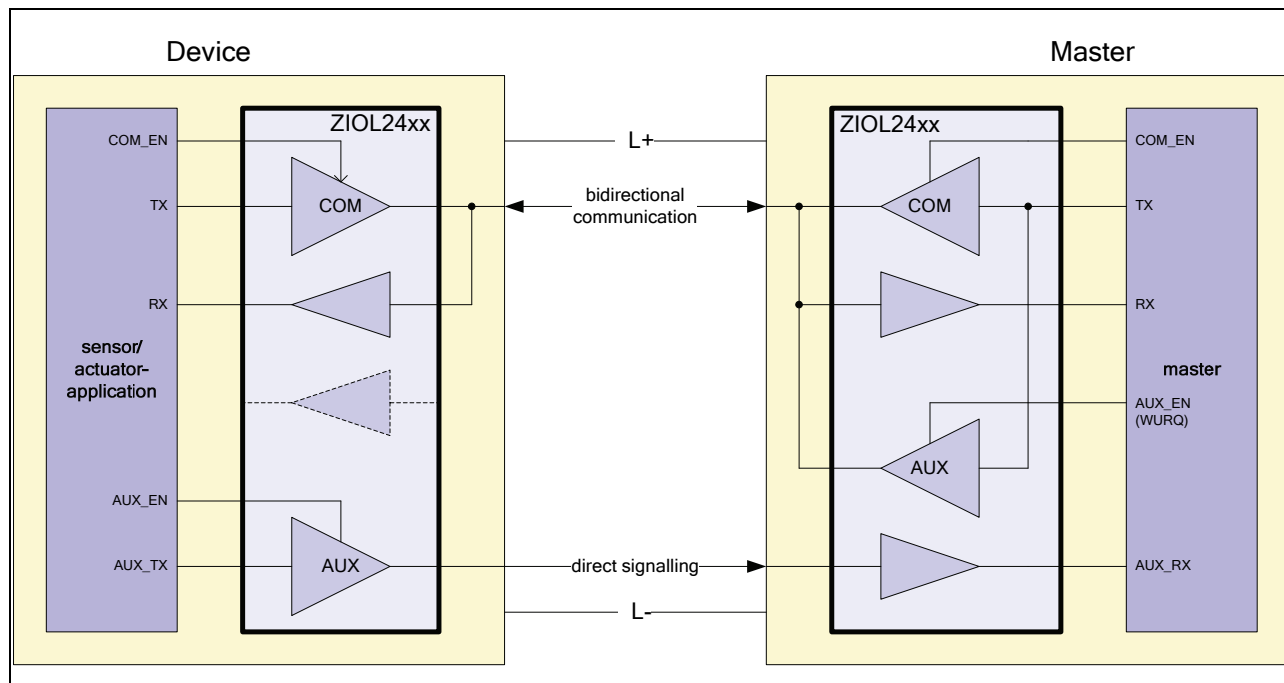 Device
Master
ZIOL24xx
COM_EN
TX
COM
RX
sensor/
actuator-
application
AUX_EN
AUX_TX
AUX
L+
bidirectional
communication
direct signalling
L-
ZIOL24xx
COM_EN
COM
TX
RX
master
AUX_EN
(WURQ)
AUX
AUX_RX